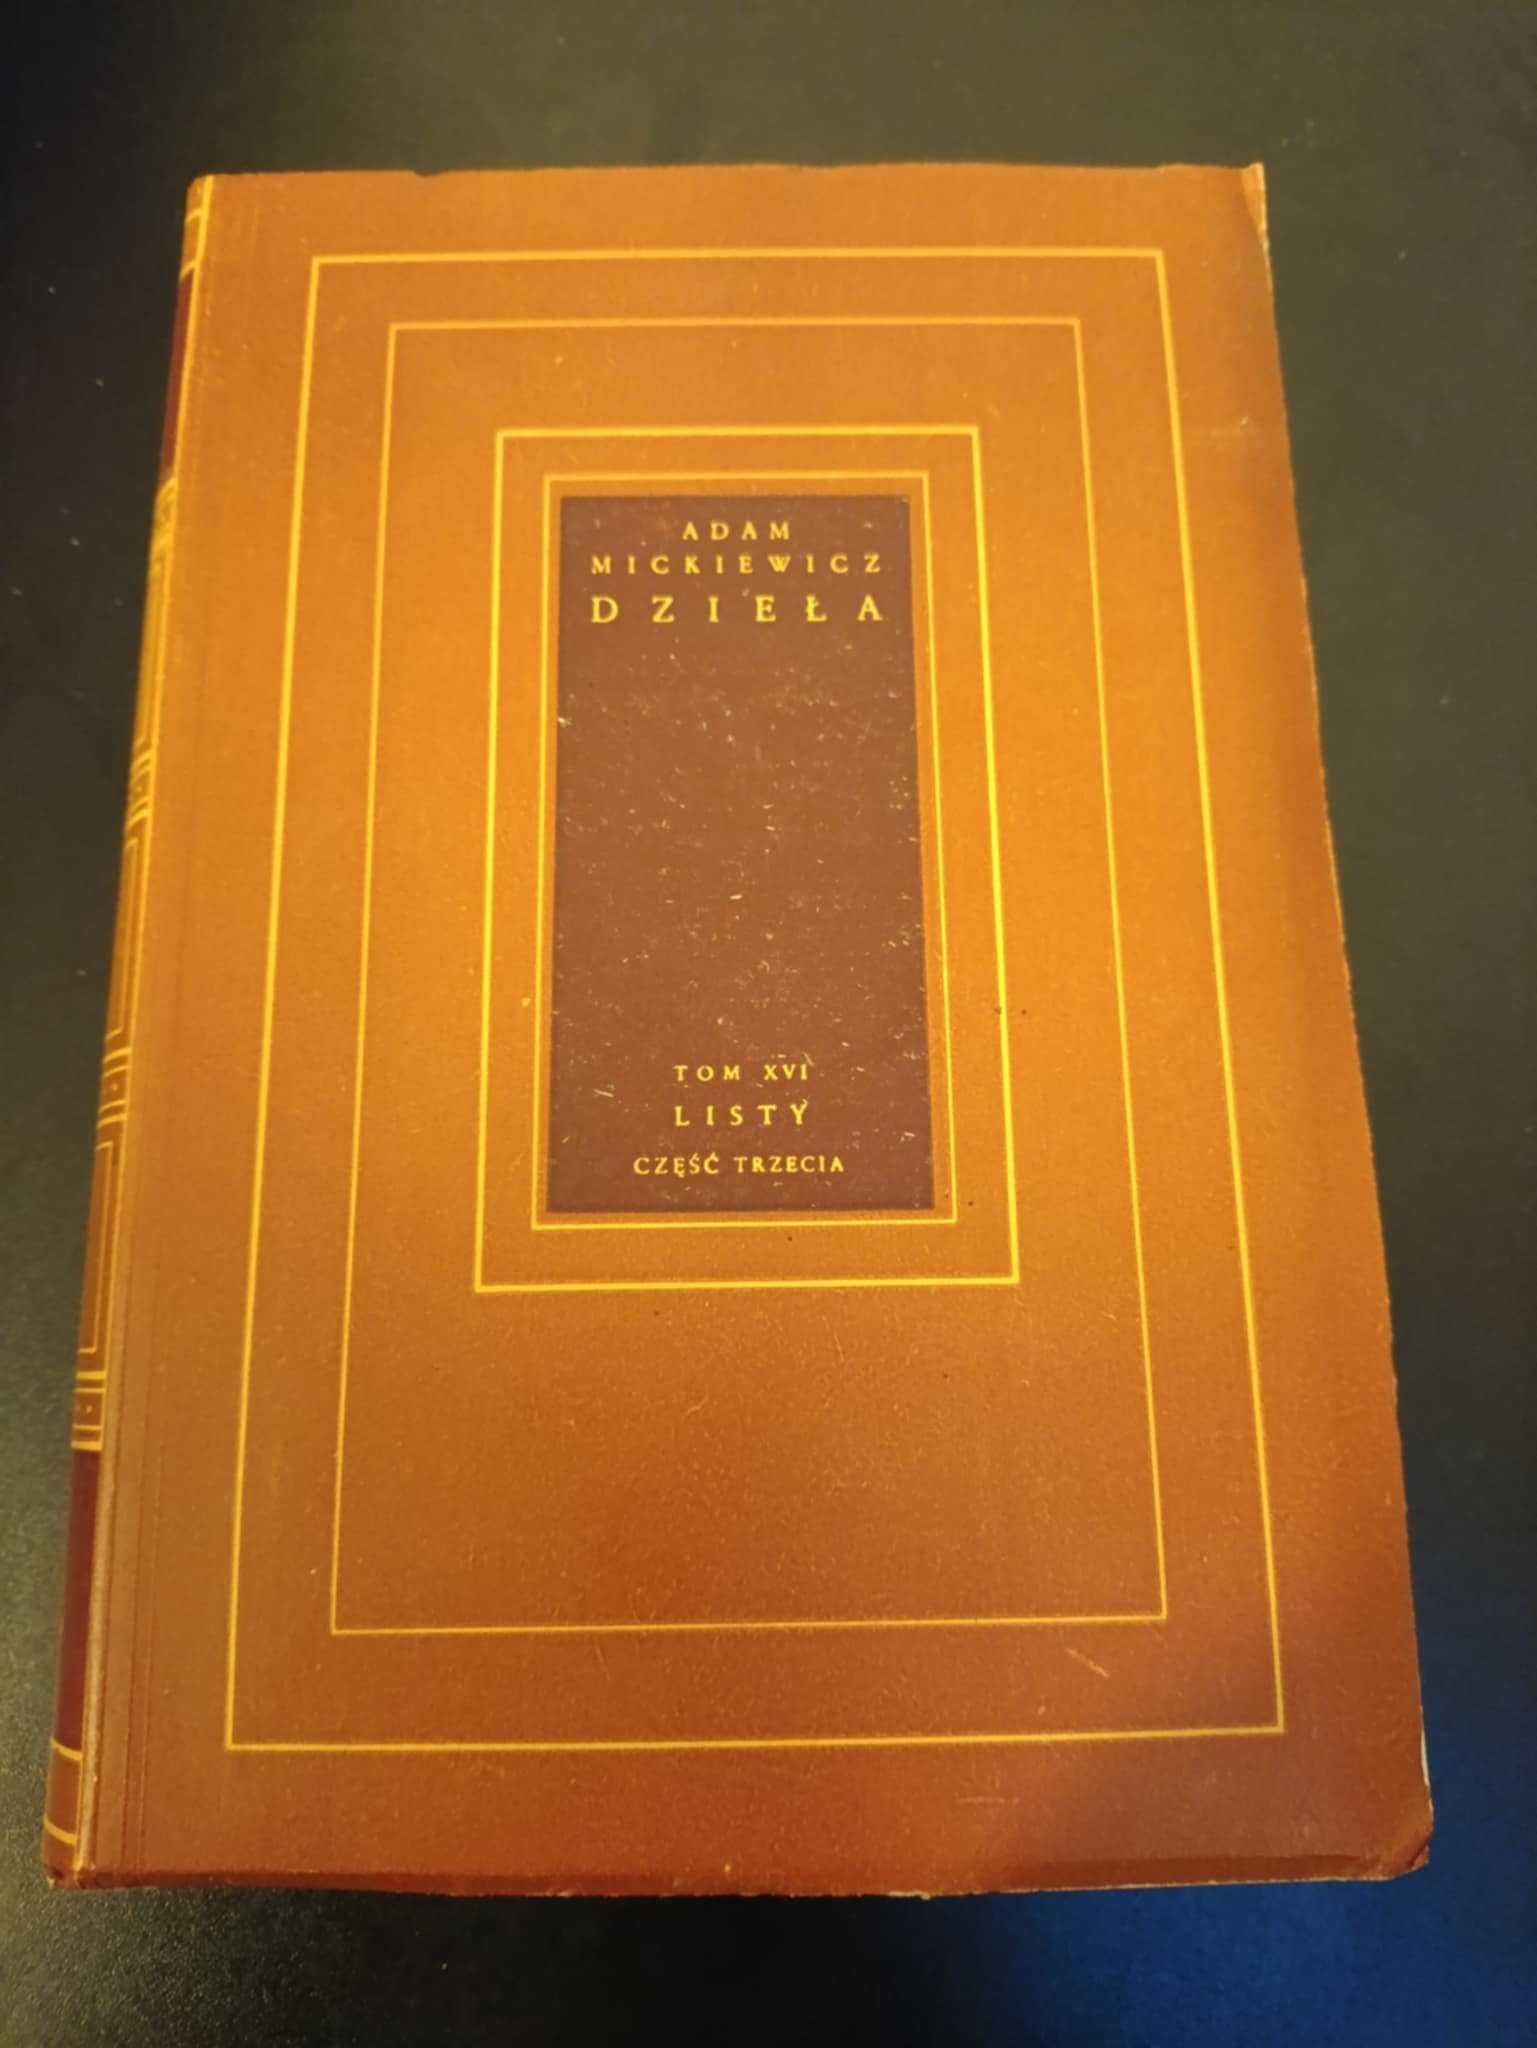 ADAM
MICKIEWICZ
DZIEŁA
TOM XVI
LISTY
CZĘŚĆ TRZECIA